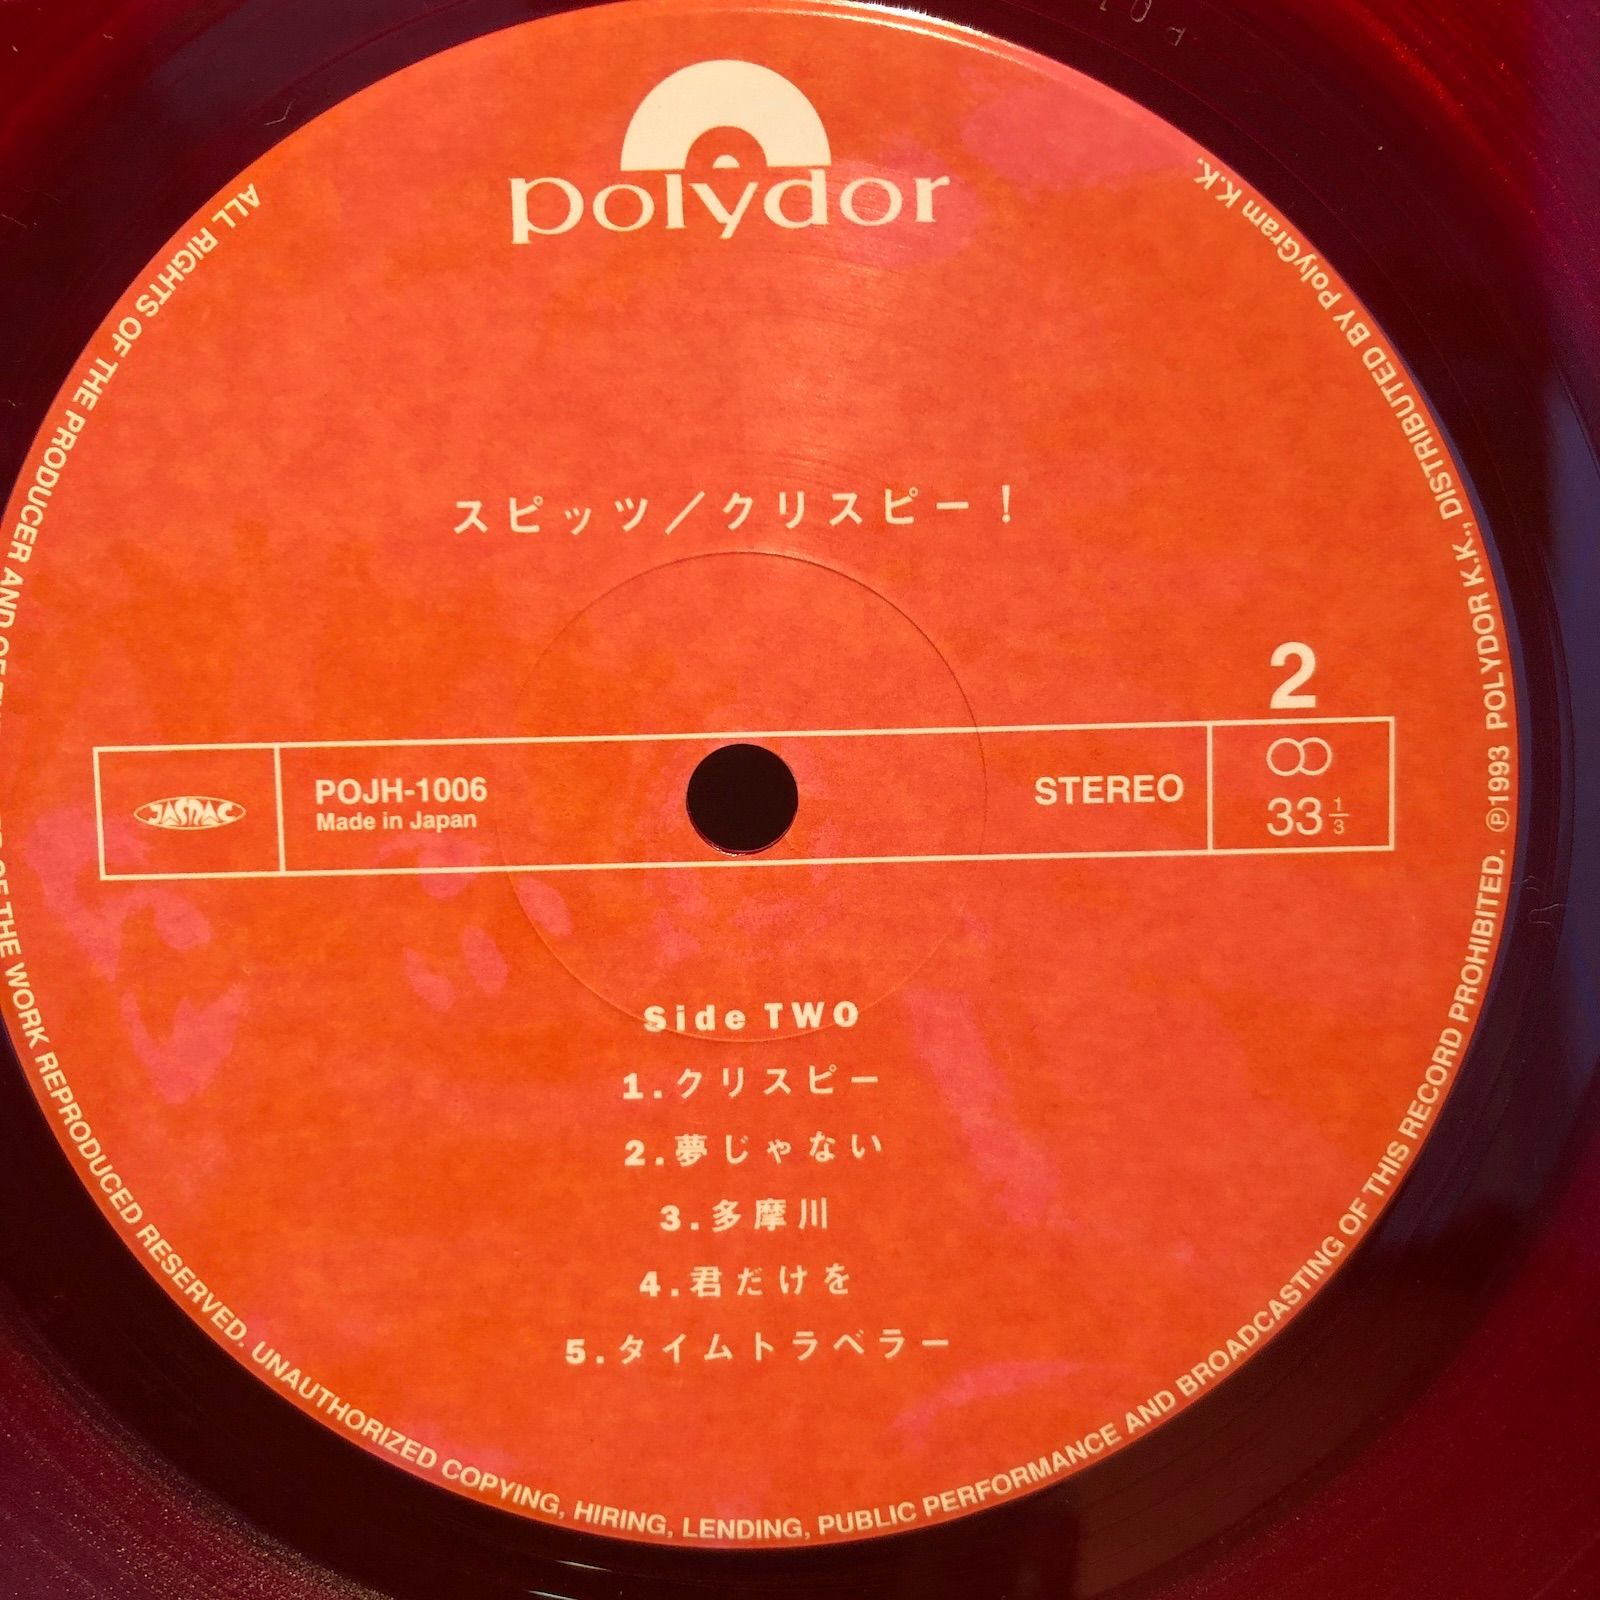 polydor
スピッツ／クリスピー！
2
JASRAC
POJH-1006
Made in Japan
STEREO
33 1/3
Side TWO
1.クリスピー
2.夢じゃない
3.多摩川
4.君だけを
5.タイムトラベラー
ALL RIGHTS OF THE PRODUCER AND OF THE WORK REPRODUCED RESERVED. UNAUTHORIZED COPYING, HIRING, LENDING, PUBLIC PERFORMANCE AND BROADCASTING OF THIS RECORD PROHIBITED. ℗1993 POLYDOR K.K., DISTRIBUTED BY PolyGram K.K.